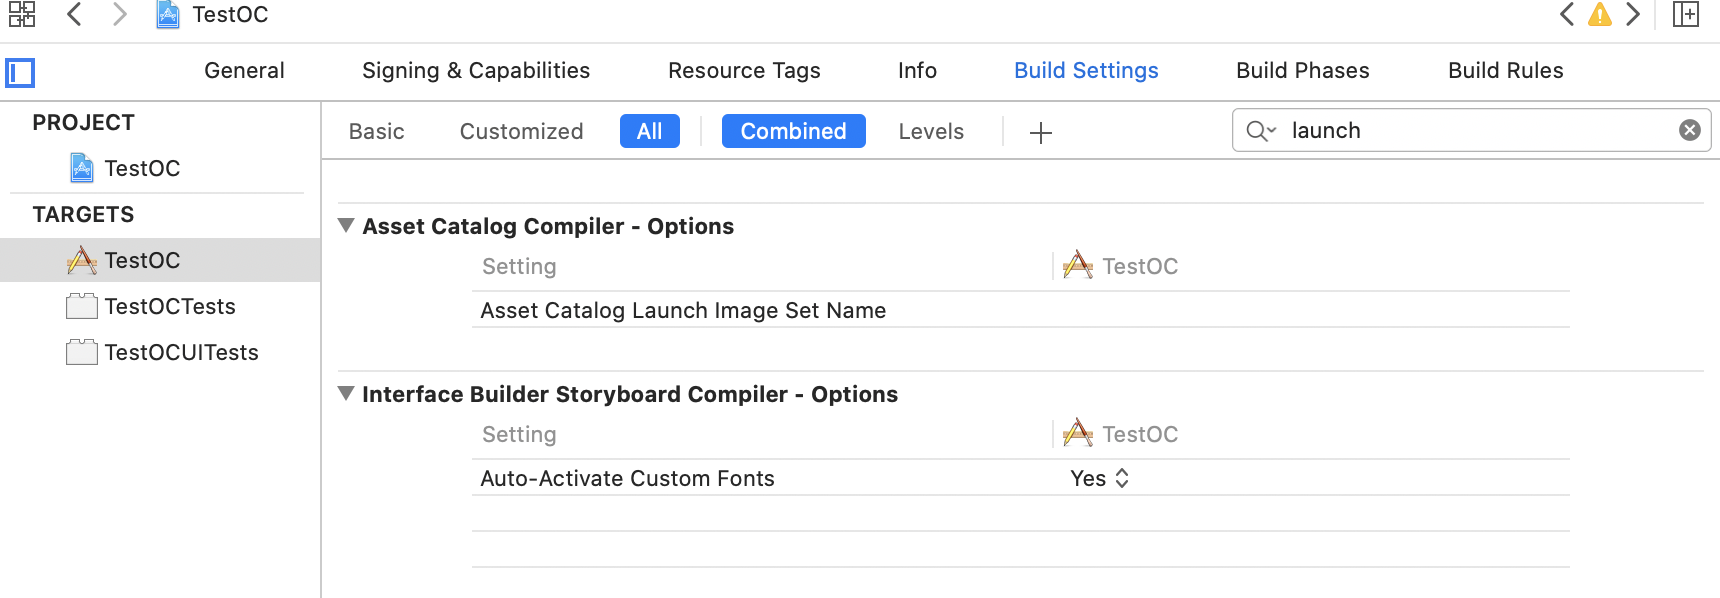 TestOC
General Signing & Capabilities Resource Tags Info Build Settings Build Phases Build Rules
PROJECT
TestOC
TARGETS
TestOC
TestOCTests
TestOCUITests
Basic Customized All Combined Levels launch
Asset Catalog Compiler - Options
Setting TestOC
Asset Catalog Launch Image Set Name
Interface Builder Storyboard Compiler - Options
Setting TestOC
Auto-Activate Custom Fonts Yes